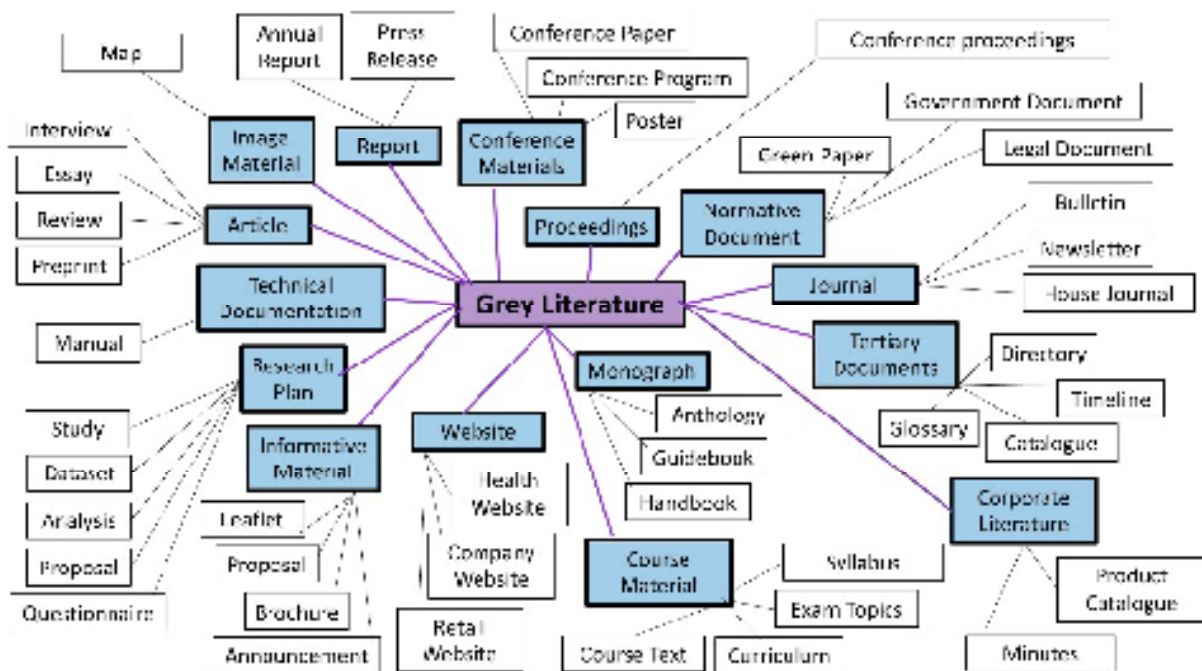 Map
Annual
Report
Press
Release
Conference Paper
Conference Program
Poster
Conference proceedings
Government Document
Legal Document
Green Paper
Interview
Essay
Review
Preprint
Image
Material
Report
Conference
Materials
Proceedings
Normative
Document
Bulletin
Newsletter
House Journal
Article
Technical
Documentation
Grey Literature
Journal
Manual
Research
Plan
Monograph
Tertiary
Documents
Directory
Timeline
Glossary
Catalogue
Study
Dataset
Analysis
Proposal
Questionnaire
Informative
Material
Website
Anthology
Guidebook
Handbook
Leaflet
Proposal
Brochure
Announcement
Health
Website
Company
Website
Retail
Website
Course
Material
Syllabus
Exam Topics
Course Text
Curriculum
Corporate
Literature
Product
Catalogue
Minutes